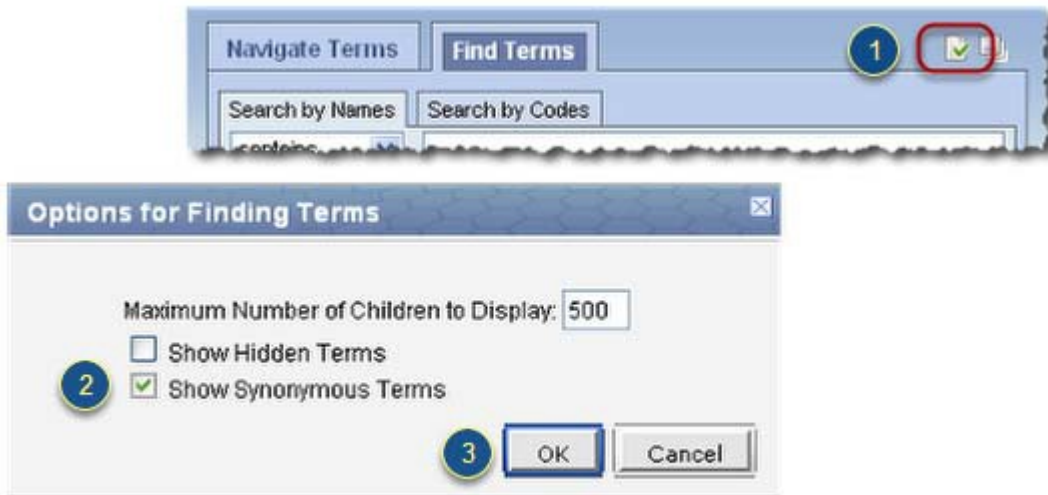 Navigate Terms Find Terms 1
Search by Names Search by Codes
contains
Options for Finding Terms
Maximum Number of Children to Display: 500
Show Hidden Terms
2 Show Synonymous Terms
3 OK Cancel